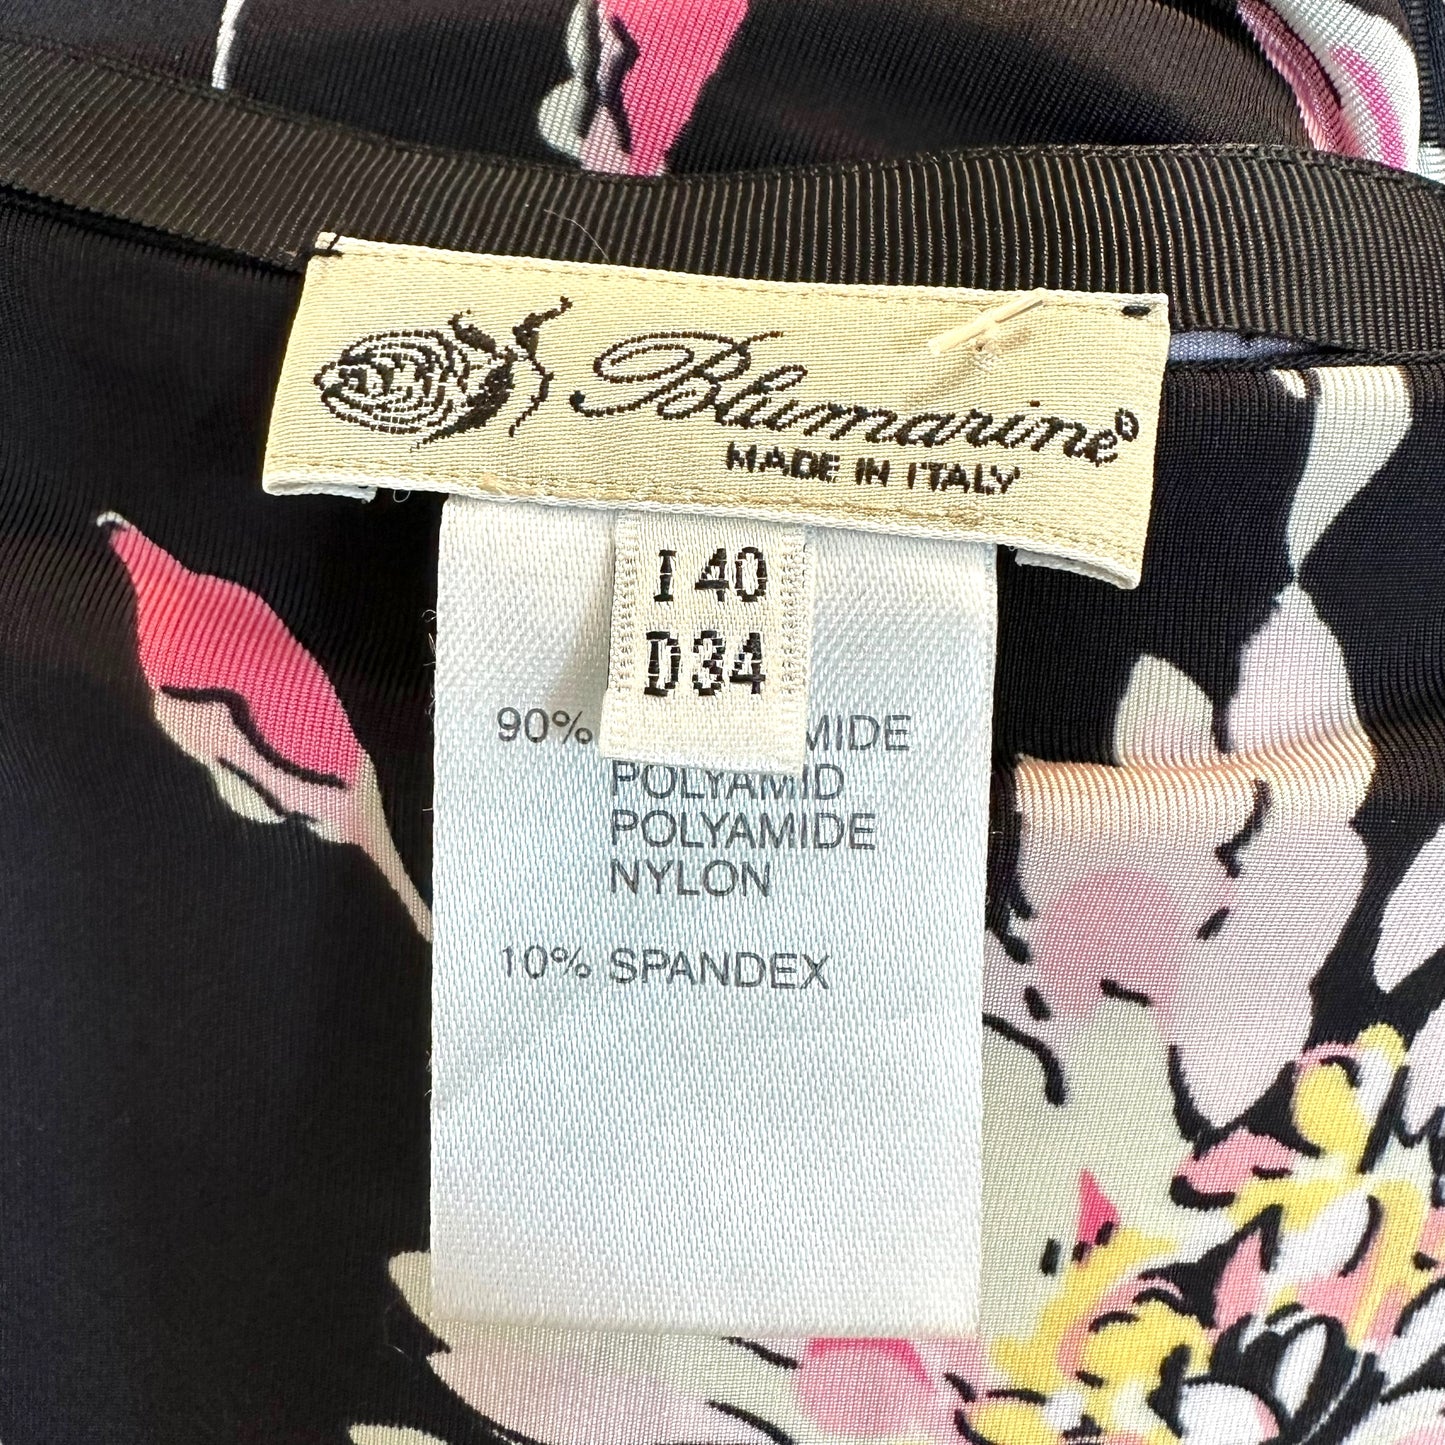 Blumarine®
MADE IN ITALY
I 40
D34
90% MIDE
POLYAMID
POLYAMIDE
NYLON
10% SPANDEX